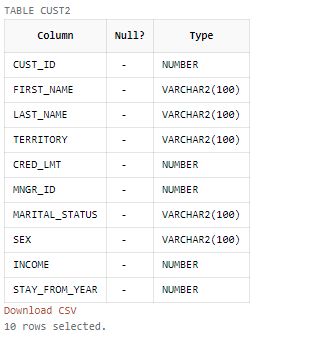 TABLE CUST2
Column Null? Type
CUST_ID - NUMBER
FIRST_NAME - VARCHAR2(100)
LAST_NAME - VARCHAR2(100)
TERRITORY - VARCHAR2(100)
CRED_LMT - NUMBER
MNGR_ID - NUMBER
MARITAL_STATUS - VARCHAR2(100)
SEX - VARCHAR2(100)
INCOME - NUMBER
STAY_FROM_YEAR - NUMBER
Download CSV
10 rows selected.